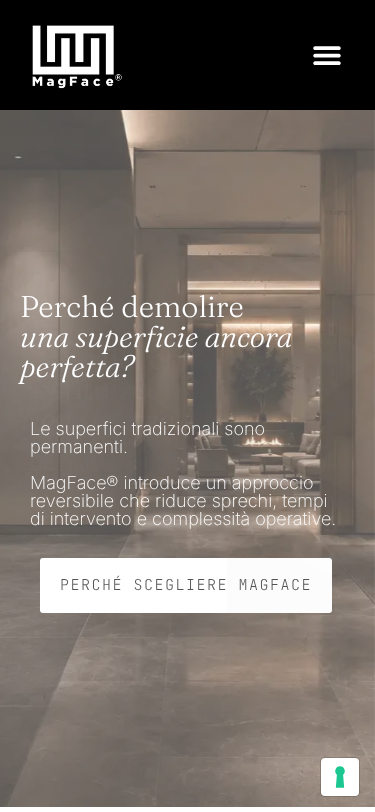 MagFace®
Perché demolire
una superficie ancora
perfetta?
Le superfici tradizionali sono
permanenti.
MagFace® introduce un approccio
reversibile che riduce sprechi, tempi
di intervento e complessità operative.
PERCHÉ SCEGLIERE MAGFACE